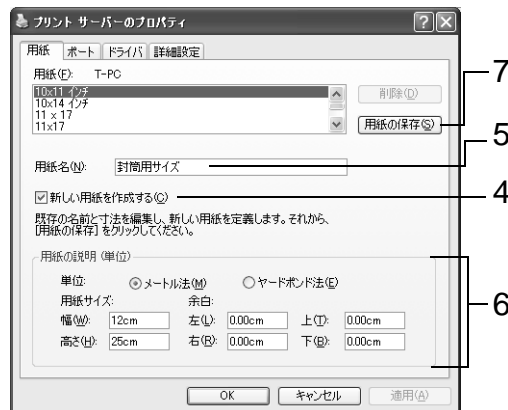 プリント サーバーのプロパティ
用紙 ポート ドライバ 詳細設定
用紙(F): T-PC
10x11 インチ
10x14 インチ
11 x 17
11x17
削除(D)
用紙の保存(S)
7
用紙名(N): 封筒用サイズ
5
新しい用紙を作成する(C)
4
既存の名前と寸法を編集し、新しい用紙を定義します。それから、
[用紙の保存] をクリックしてください。
用紙の説明 (単位)
単位: メートル法(M) ヤードポンド法(E)
用紙サイズ: 余白:
幅(W): 12cm 左(L): 0.00cm 上(T): 0.00cm
高さ(H): 25cm 右(R): 0.00cm 下(B): 0.00cm
6
OK キャンセル 適用(A)